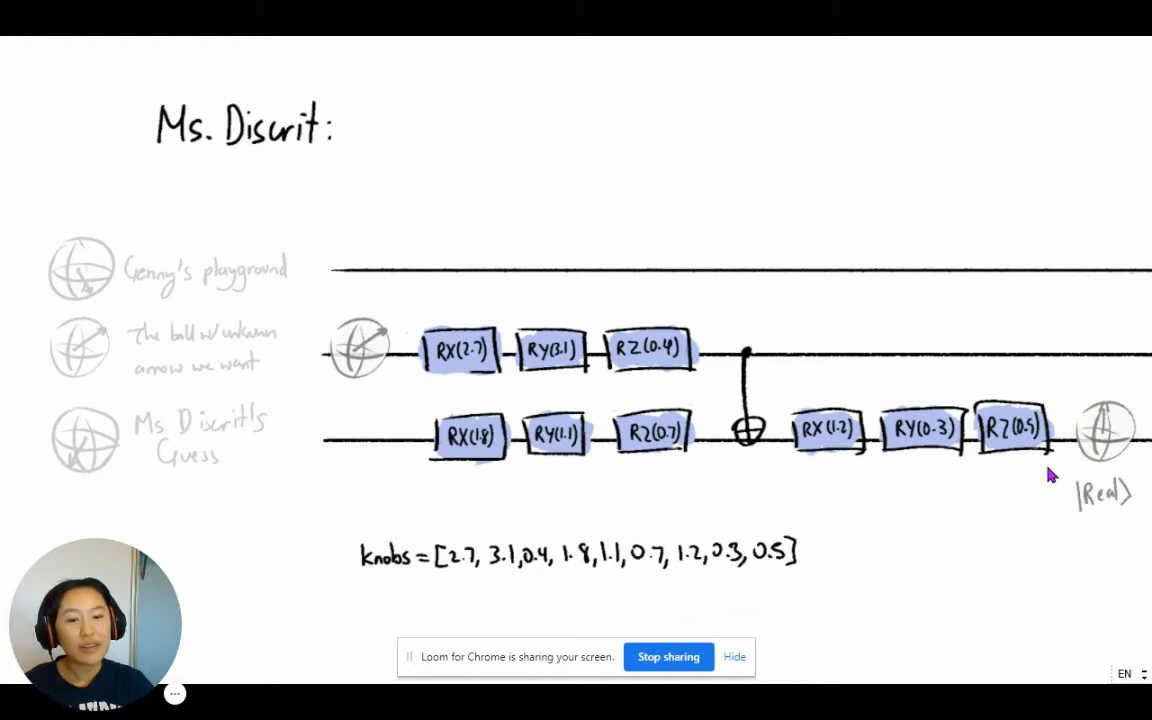 Ms. Discrit:
Genny's playground
The ball w/unknown
arrow we want
Ms. Discrit's
Guess
RX(2.7) RY(3.1) RZ(0.4)
RX(1.8) RY(1.1) RZ(0.7) RX(1.2) RY(0.3) RZ(0.5)
|Real⟩
knobs = [2.7, 3.1, 0.4, 1.8, 1.1, 0.7, 1.2, 0.3, 0.5]
Loom for Chrome is sharing your screen. Stop sharing Hide
EN